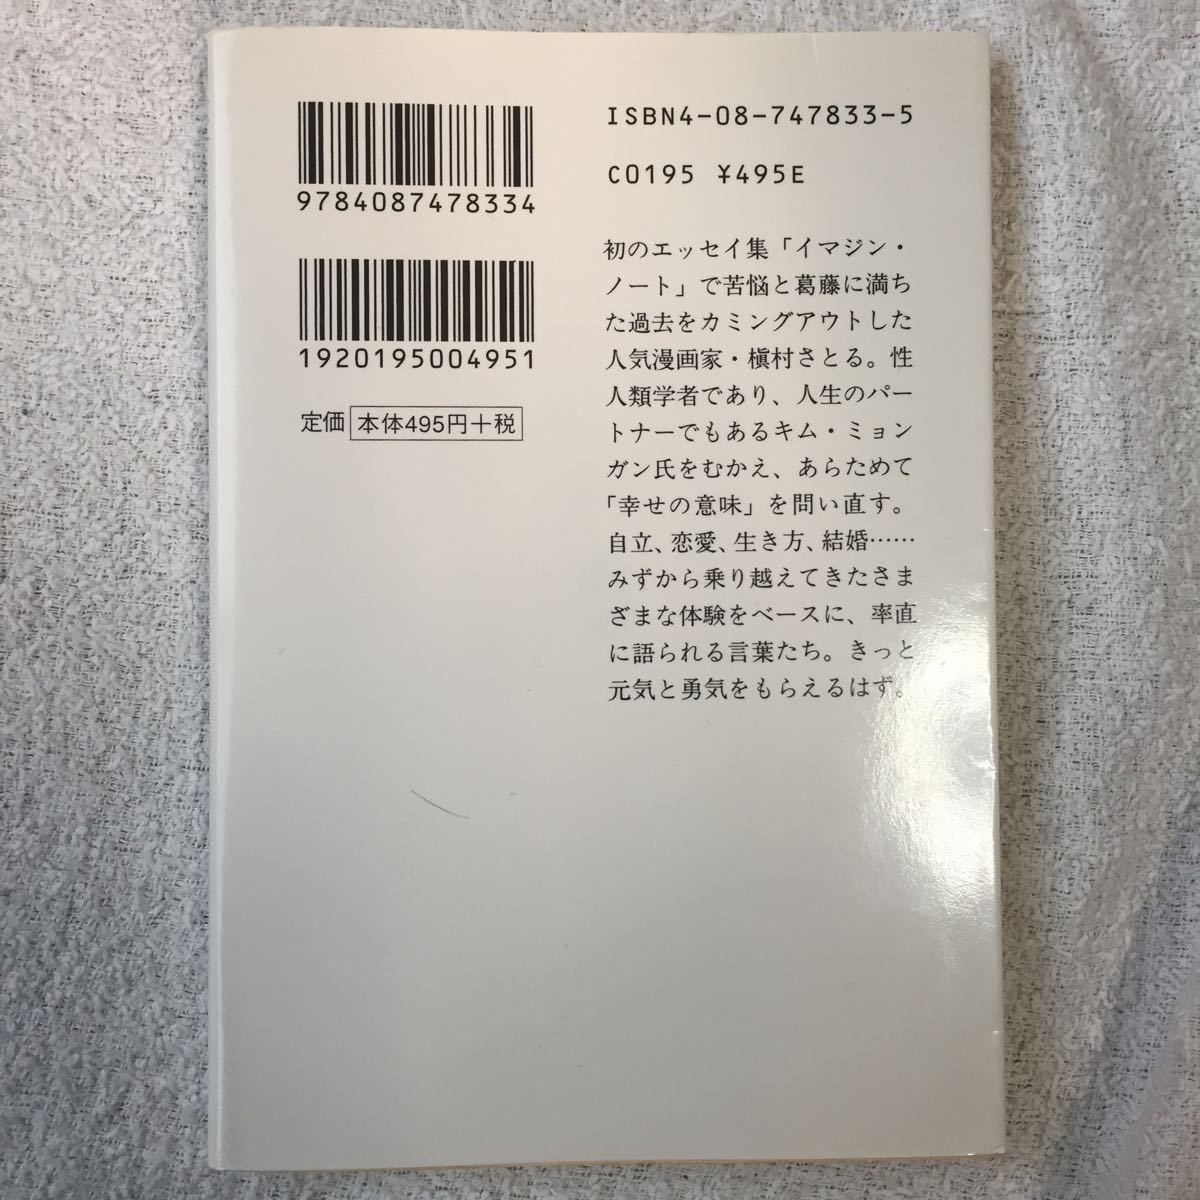 9784087478334
1920195004951
定価 本体495円+税
ISBN4-08-747833-5
C0195 ¥495E
初のエッセイ集「イマジン・
ノート」で苦悩と葛藤に満ち
た過去をカミングアウトした
人気漫画家・槇村さとる。性
人類学者であり、人生のパー
トナーでもあるキム・ミョン
ガン氏をむかえ、あらためて
「幸せの意味」を問い直す。
自立、恋愛、生き方、結婚……
みずから乗り越えてきたさま
ざまな体験をベースに、率直
に語られる言葉たち。きっと
元気と勇気をもらえるはず。